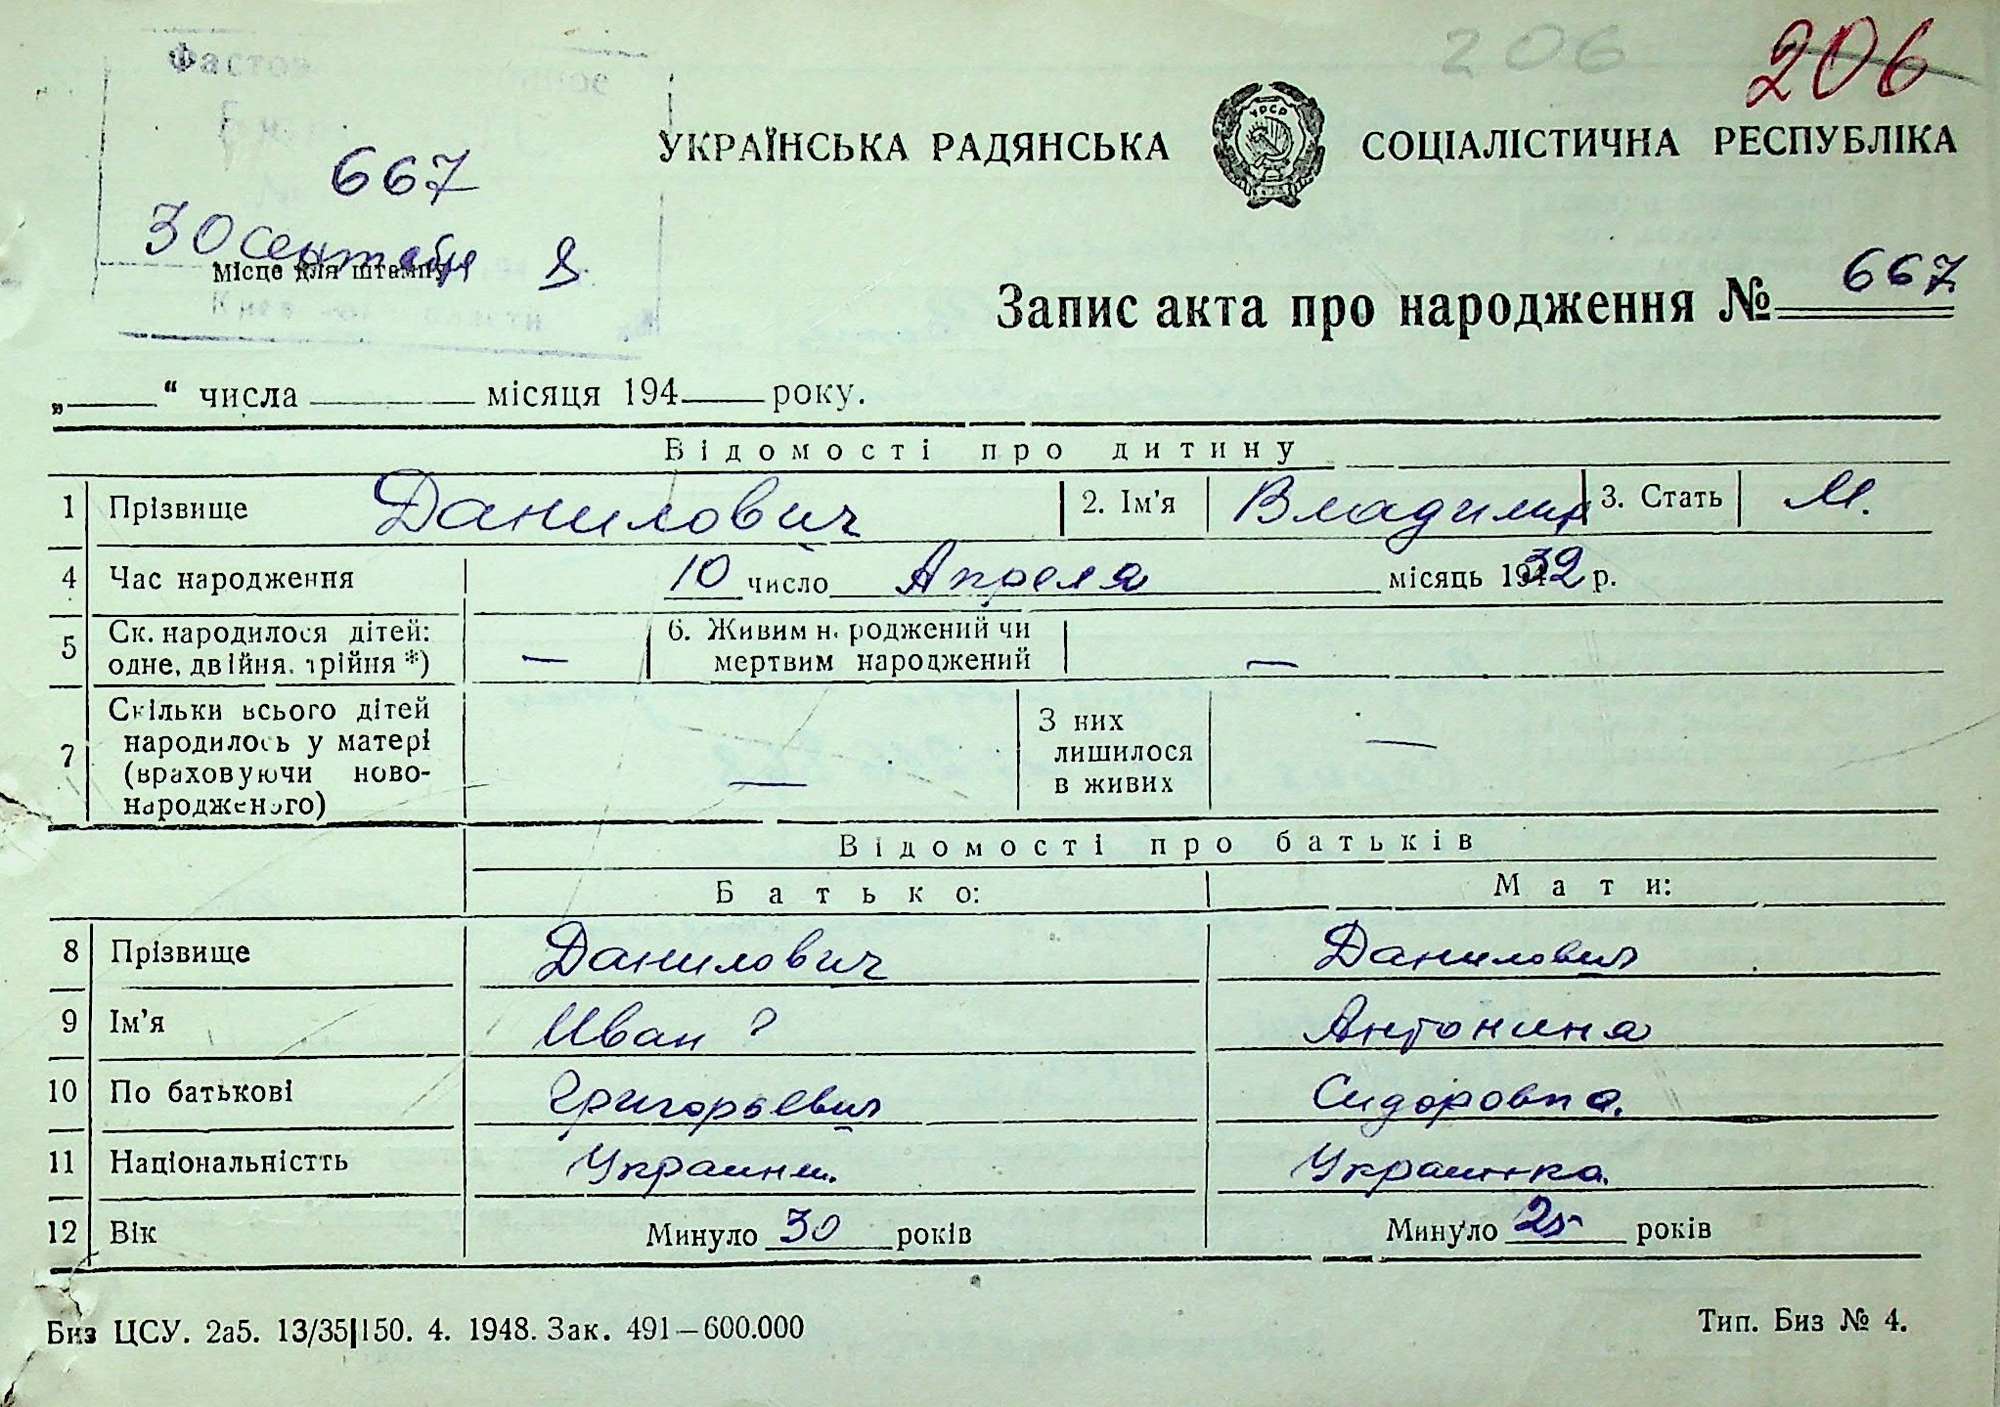 206 206
УРСР
УКРАЇНСЬКА РАДЯНСЬКА СОЦІАЛІСТИЧНА РЕСПУБЛІКА
667
30 сентабр 8
Місце для штампу
Запис акта про народження № 667
„ “ числа місяця 194 року.
Відомості про дитину
1 Прізвище Данилович 2. Ім’я Владимир 3. Стать М.
4 Час народження 10 число Апреля місяць 1932 р.
5 Ск. народилося дітей: одне, двійня, трійня *) — 6. Живим народжений чи мертвим народжений —
7 Скільки всього дітей народилось у матері (враховуючи новонародженого) — З них лишилося в живих —
Відомості про батьків
Батько: Мати:
8 Прізвище Данилович Данилович
9 Ім’я Иван ? Антонина
10 По батькові Григорьевич Сидоровна.
11 Національністть Украинц. Украинка.
12 Вік Минуло 30 років Минуло 25 років
Биз ЦСУ. 2а5. 13/35|150. 4. 1948. Зак. 491—600.000 Тип. Биз № 4.